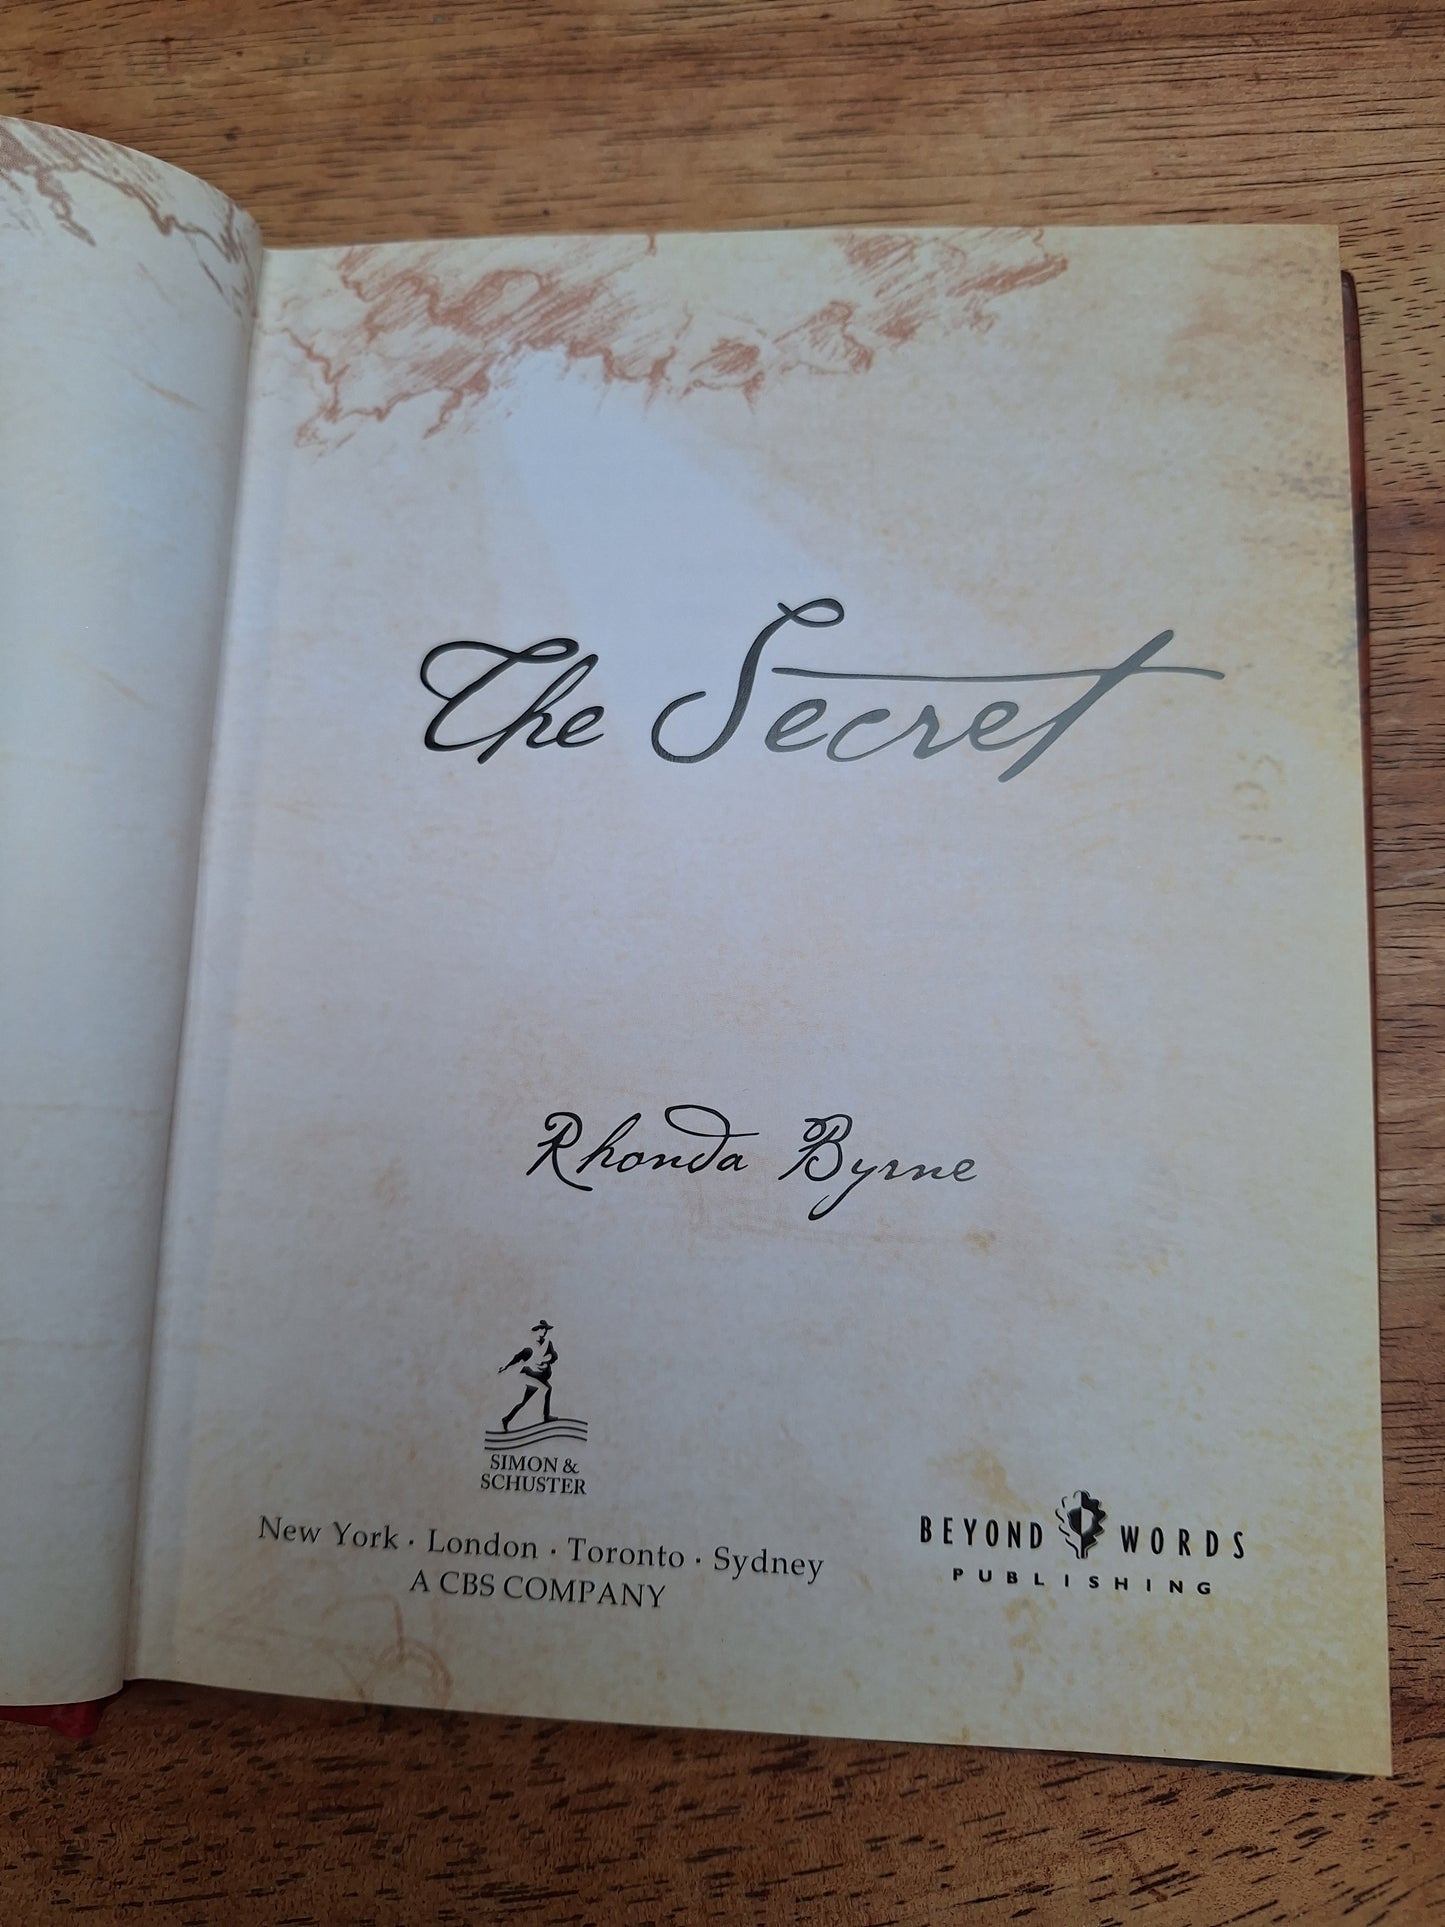 The Secret
Rhonda Byrne
SIMON &
SCHUSTER
New York · London · Toronto · Sydney
A CBS COMPANY
BEYOND WORDS
PUBLISHING